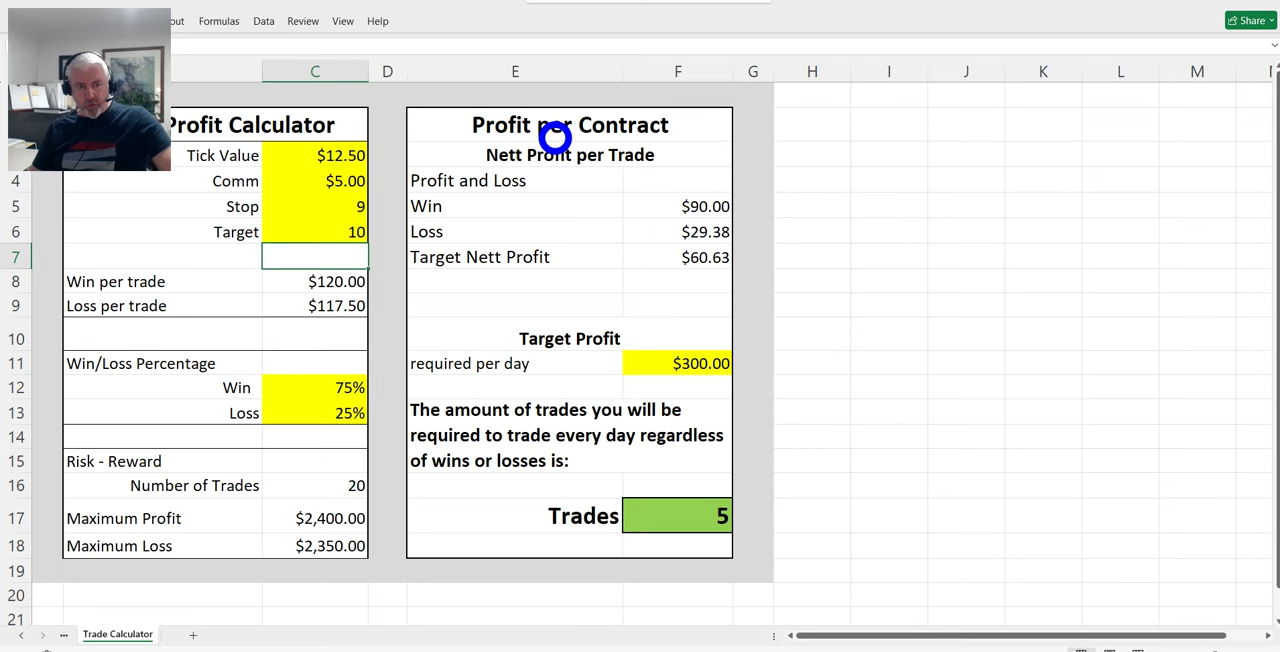 out Formulas Data Review View Help Share
C D E F G H I J K L M
Profit Calculator
Tick Value $12.50
4 Comm $5.00
5 Stop 9
6 Target 10
7
8 Win per trade $120.00
9 Loss per trade $117.50
10
11 Win/Loss Percentage
12 Win 75%
13 Loss 25%
14
15 Risk - Reward
16 Number of Trades 20
17 Maximum Profit $2,400.00
18 Maximum Loss $2,350.00
19
20
21
Profit per Contract
Nett Profit per Trade
Profit and Loss
Win $90.00
Loss $29.38
Target Nett Profit $60.63
Target Profit
required per day $300.00
The amount of trades you will be
required to trade every day regardless
of wins or losses is:
Trades 5
Trade Calculator